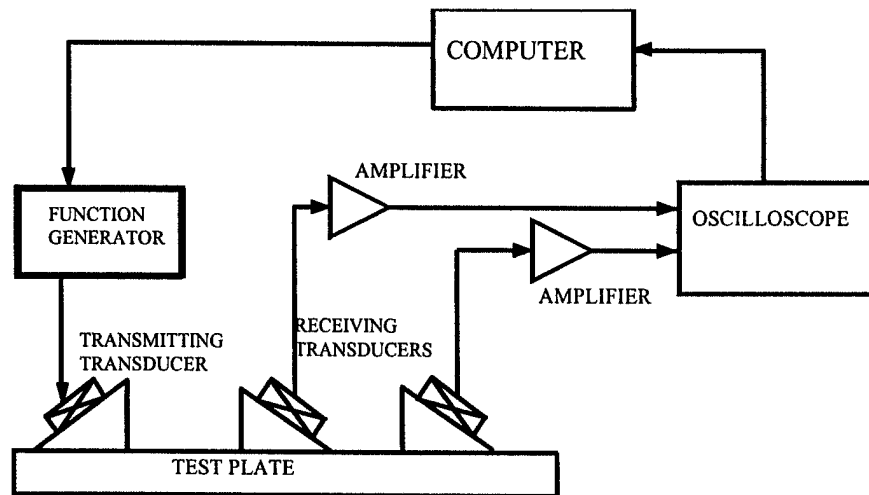 COMPUTER
AMPLIFIER
FUNCTION
GENERATOR
OSCILLOSCOPE
AMPLIFIER
TRANSMITTING
TRANSDUCER
RECEIVING
TRANSDUCERS
TEST PLATE